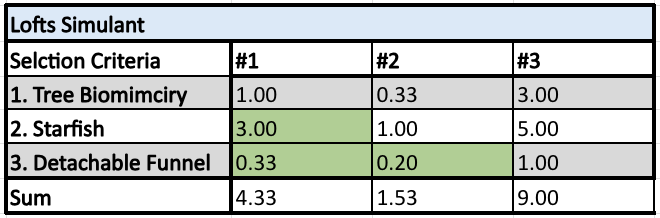 Lofts Simulant
Selction Criteria #1 #2 #3
1. Tree Biomimciry 1.00 0.33 3.00
2. Starfish 3.00 1.00 5.00
3. Detachable Funnel 0.33 0.20 1.00
Sum 4.33 1.53 9.00